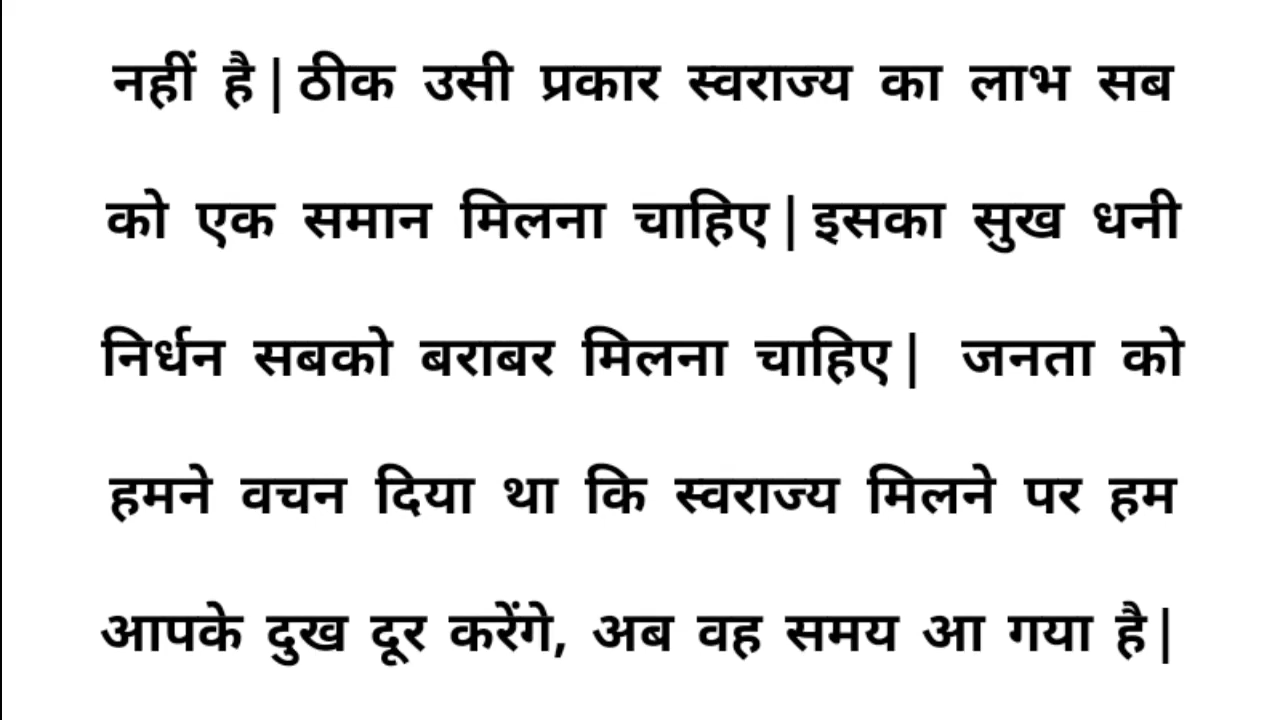 नहीं है| ठीक उसी प्रकार स्वराज्य का लाभ सब
को एक समान मिलना चाहिए| इसका सुख धनी
निर्धन सबको बराबर मिलना चाहिए| जनता को
हमने वचन दिया था कि स्वराज्य मिलने पर हम
आपके दुख दूर करेंगे, अब वह समय आ गया है|